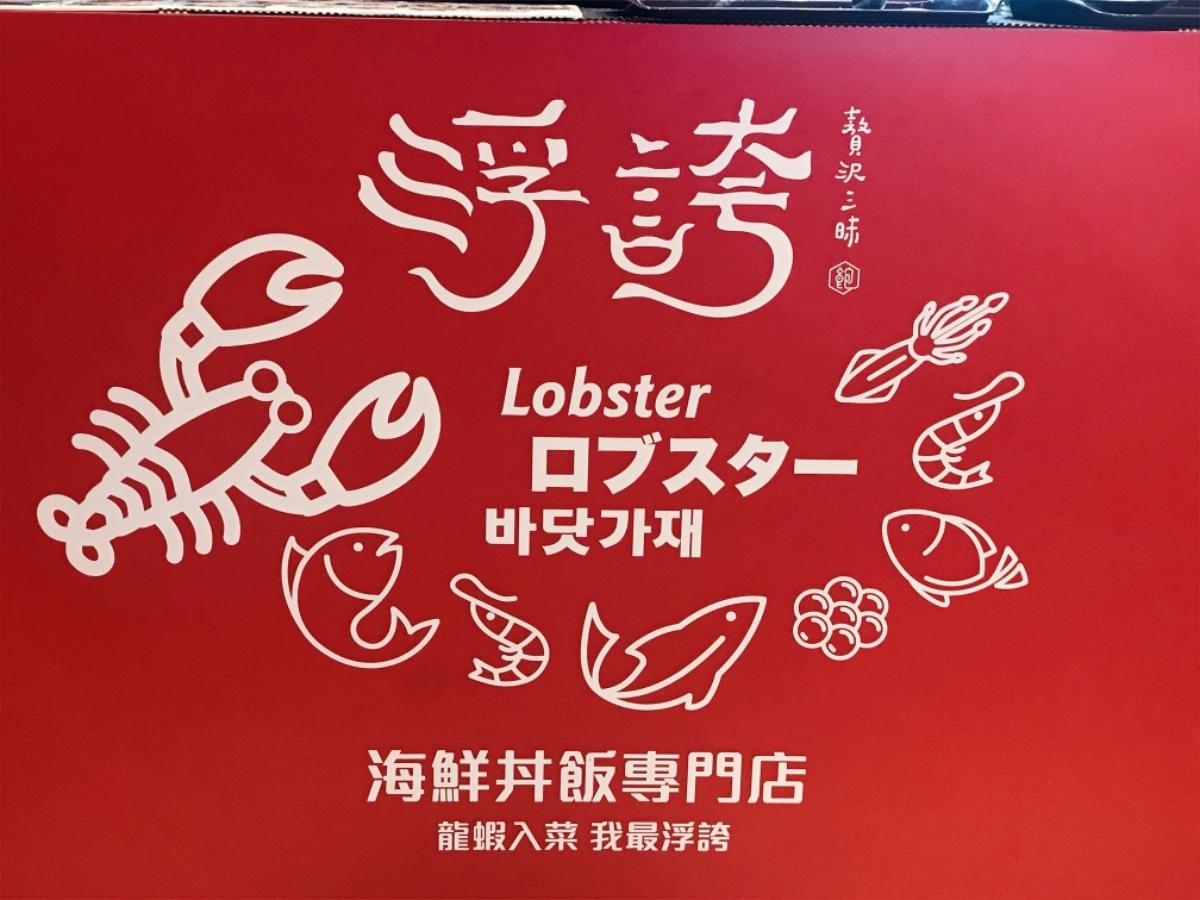 浮誇
贅沢三昧
飽
Lobster
ロブスター
바닷가재
海鮮丼飯專門店
龍蝦入菜 我最浮誇